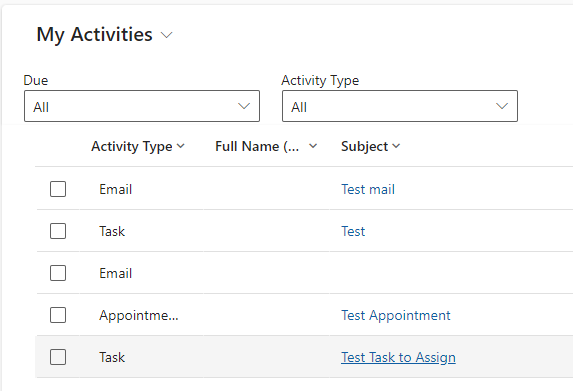 My Activities
Due Activity Type
All All
Activity Type Full Name (... Subject
Email Test mail
Task Test
Email
Appointme... Test Appointment
Task Test Task to Assign